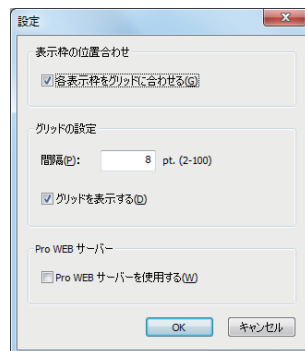 設定
表示枠の位置合わせ
各表示枠をグリッドに合わせる(G)
グリッドの設定
間隔(P): 8 pt. (2-100)
グリッドを表示する(D)
Pro WEB サーバー
Pro WEB サーバーを使用する(W)
OK キャンセル